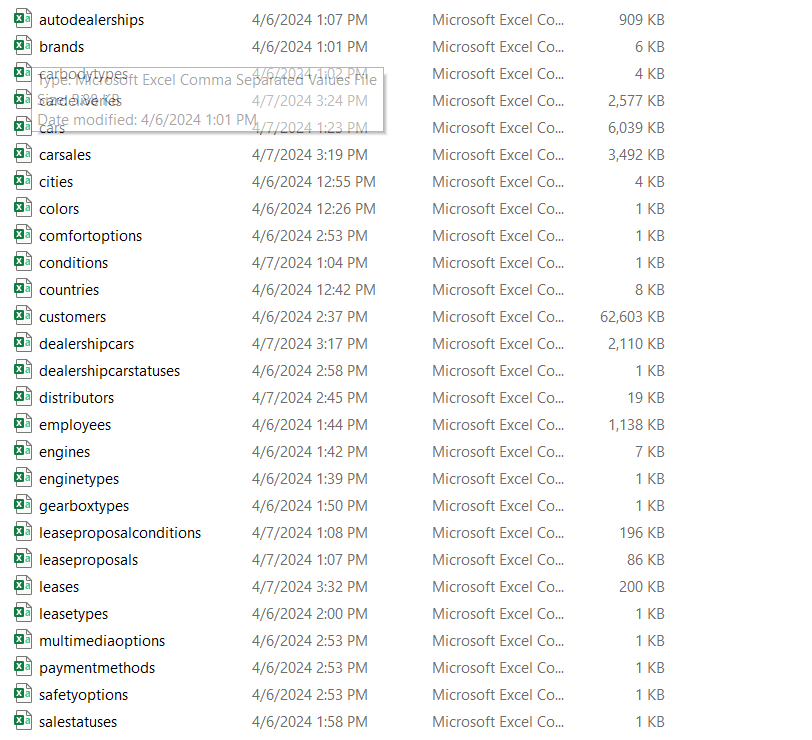 autodealerships 4/6/2024 1:07 PM Microsoft Excel Co... 909 KB
brands 4/6/2024 1:01 PM Microsoft Excel Co... 6 KB
carbodytypes 4/6/2024 1:02 PM Microsoft Excel Co... 4 KB
Type: Microsoft Excel Comma Separated Values File
cardeliveries 4/7/2024 3:24 PM Microsoft Excel Co... 2,577 KB
Size: KB
cars 4/7/2024 1:23 PM Microsoft Excel Co... 6,039 KB
Date modified: 4/6/2024 1:01 PM
carsales 4/7/2024 3:19 PM Microsoft Excel Co... 3,492 KB
cities 4/6/2024 12:55 PM Microsoft Excel Co... 4 KB
colors 4/6/2024 12:26 PM Microsoft Excel Co... 1 KB
comfortoptions 4/6/2024 2:53 PM Microsoft Excel Co... 1 KB
conditions 4/7/2024 1:04 PM Microsoft Excel Co... 1 KB
countries 4/6/2024 12:42 PM Microsoft Excel Co... 8 KB
customers 4/6/2024 2:37 PM Microsoft Excel Co... 62,603 KB
dealershipcars 4/7/2024 3:17 PM Microsoft Excel Co... 2,110 KB
dealershipcarstatuses 4/6/2024 2:58 PM Microsoft Excel Co... 1 KB
distributors 4/7/2024 2:45 PM Microsoft Excel Co... 19 KB
employees 4/6/2024 1:44 PM Microsoft Excel Co... 1,138 KB
engines 4/6/2024 1:42 PM Microsoft Excel Co... 7 KB
enginetypes 4/6/2024 1:39 PM Microsoft Excel Co... 1 KB
gearboxtypes 4/6/2024 1:50 PM Microsoft Excel Co... 1 KB
leaseproposalconditions 4/7/2024 1:08 PM Microsoft Excel Co... 196 KB
leaseproposals 4/7/2024 1:07 PM Microsoft Excel Co... 86 KB
leases 4/7/2024 3:32 PM Microsoft Excel Co... 200 KB
leasetypes 4/6/2024 2:00 PM Microsoft Excel Co... 1 KB
multimediaoptions 4/6/2024 2:53 PM Microsoft Excel Co... 1 KB
paymentmethods 4/6/2024 2:53 PM Microsoft Excel Co... 1 KB
safetyoptions 4/6/2024 2:53 PM Microsoft Excel Co... 1 KB
salestatuses 4/6/2024 1:58 PM Microsoft Excel Co... 1 KB